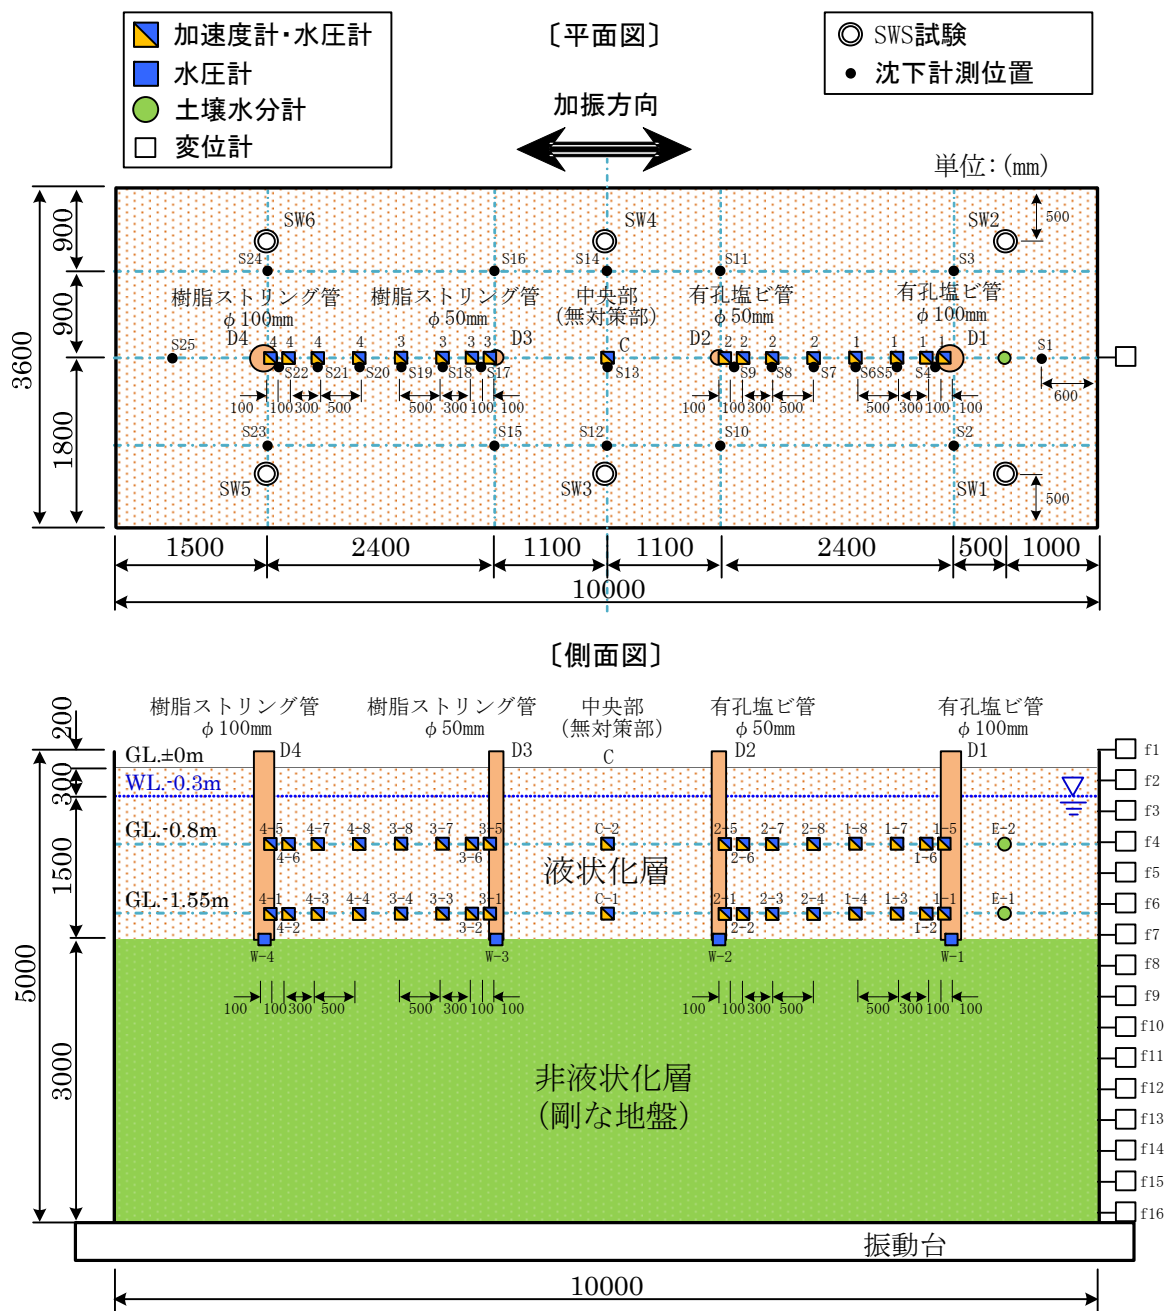 加速度計・水圧計
水圧計
土壌水分計
変位計
〔平面図〕
加振方向
SWS試験
沈下計測位置
単位:(mm)
SW6
SW4
SW2
500
S24
S16
S14
S11
S3
樹脂ストリング管
φ100mm
樹脂ストリング管
φ50mm
中央部
(無対策部)
有孔塩ビ管
φ50mm
有孔塩ビ管
φ100mm
D4
D3
C
D2
D1
4 4 4 4 3 3 3 3
2 2 2 2 1 1 1 1
S25
S22 S21 S20 S19 S18 S17
S13
S9 S8 S7 S6 S5 S4
S1
100 100 300 500
500 300 100 100
100 100 300 500
500 300 100 100
600
S23
S15
S12
S10
S2
SW5
SW3
SW1
500
900
900
1800
3600
1500
2400
1100
1100
2400
500
1000
10000
〔側面図〕
樹脂ストリング管
φ100mm
樹脂ストリング管
φ50mm
中央部
(無対策部)
有孔塩ビ管
φ50mm
有孔塩ビ管
φ100mm
D4
D3
C
D2
D1
GL.±0m
WL.-0.3m
GL.-0.8m
GL.-1.55m
4-5 4-7 4-8 3-8 3-7 3-5
C-2
2-5 2-7 2-8 1-8 1-7 1-5
E-2
4-6
3-6
2-6
1-6
液状化層
4-1 4-3 4-4 3-4 3-3 3-1
C-1
2-1 2-3 2-4 1-4 1-3 1-1
E-1
4-2
3-2
2-2
1-2
W-4
W-3
W-2
W-1
100 100 300 500
500 300 100 100
100 100 300 500
500 300 100 100
非液状化層
(剛な地盤)
200
300
1500
3000
5000
f1
f2
f3
f4
f5
f6
f7
f8
f9
f10
f11
f12
f13
f14
f15
f16
振動台
10000